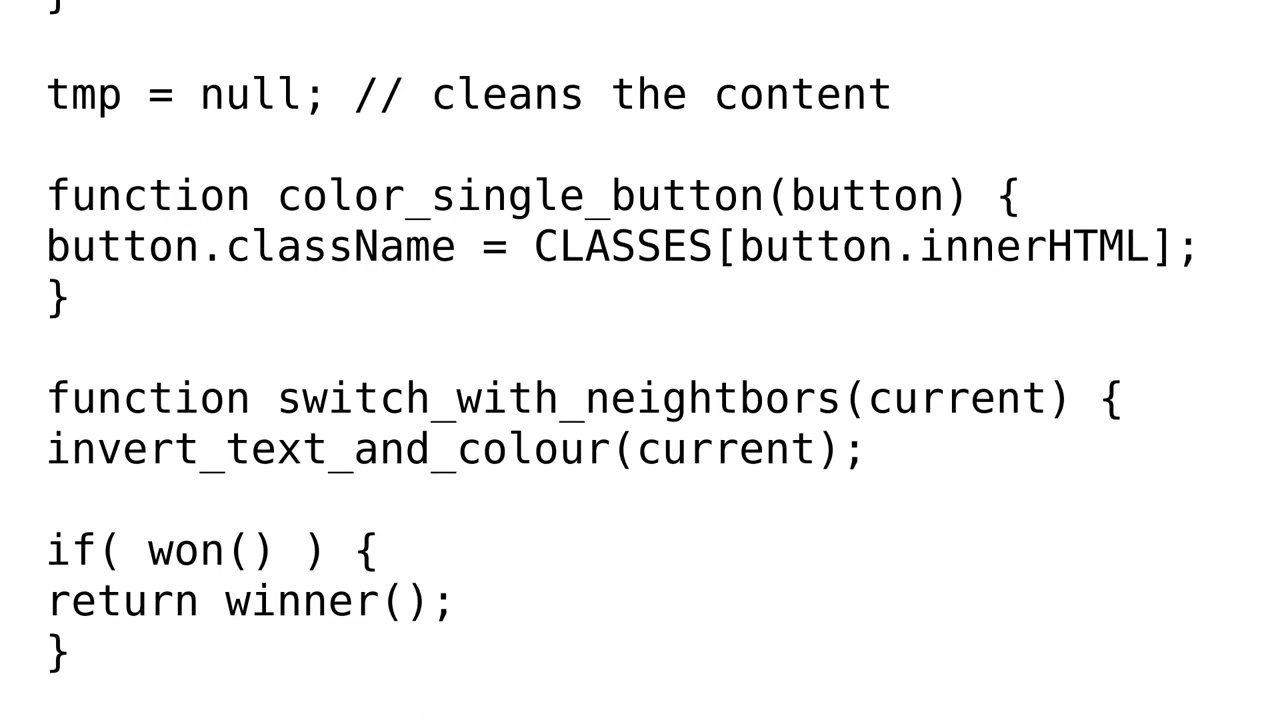 }
tmp = null; // cleans the content
function color_single_button(button) {
button.className = CLASSES[button.innerHTML];
}
function switch_with_neightbors(current) {
invert_text_and_colour(current);
if( won() ) {
return winner();
}